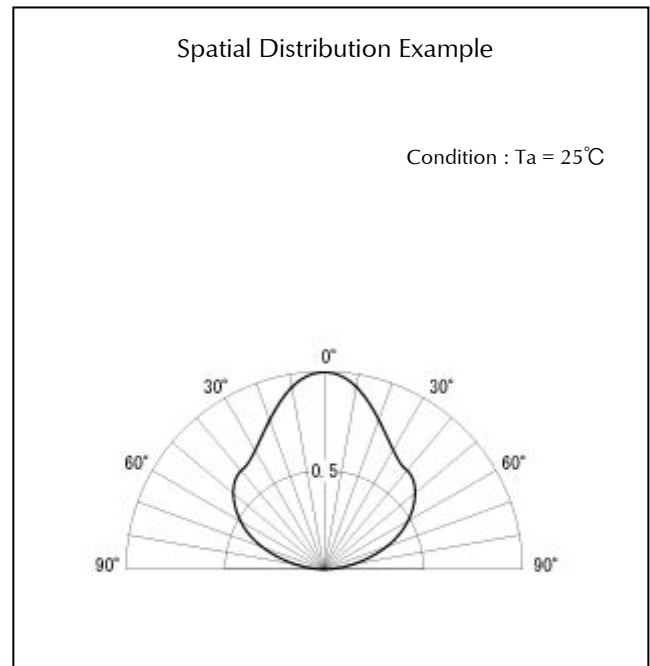 Spatial Distribution Example
Condition : Ta = 25℃
0°
30° 30°
60° 0.5 60°
90° 90°